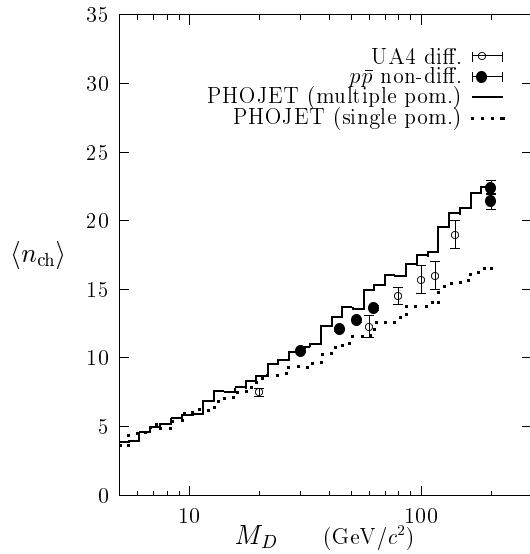 35
30
25
20
15
10
5
0
⟨n_ch⟩
UA4 diff.
pp̄ non-diff.
PHOJET (multiple pom.)
PHOJET (single pom.)
10 100
M_D (GeV/c²)